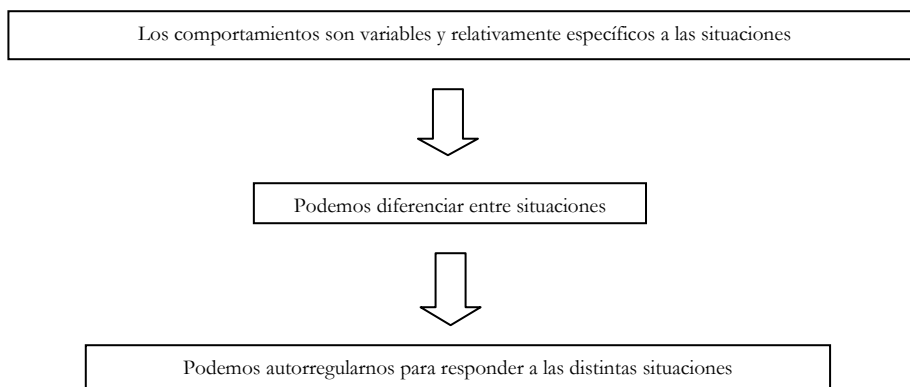 Los comportamientos son variables y relativamente específicos a las situaciones
Podemos diferenciar entre situaciones
Podemos autorregularnos para responder a las distintas situaciones